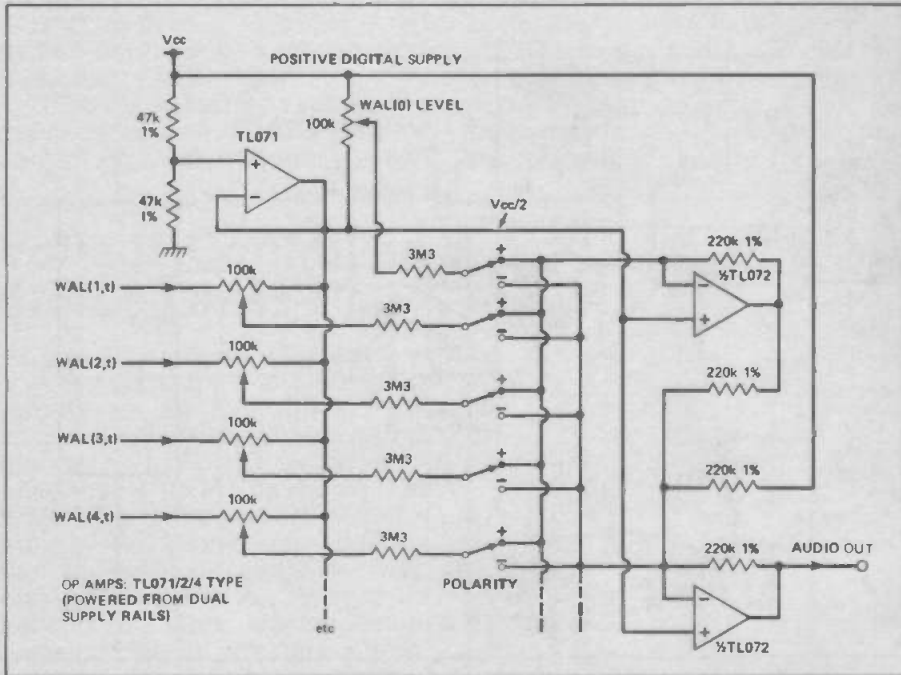 Vcc
POSITIVE DIGITAL SUPPLY
47k
1%
TL071
100k
WAL(0) LEVEL
+
−
47k
1%
Vcc/2
3M3
+
−
220k 1%
½TL072
−
+
WAL(1,t)
100k
3M3
+
−
WAL(2,t)
100k
3M3
+
−
220k 1%
WAL(3,t)
100k
3M3
+
−
220k 1%
WAL(4,t)
100k
3M3
+
−
220k 1%
AUDIO OUT
OP AMPS: TL071/2/4 TYPE
(POWERED FROM DUAL
SUPPLY RAILS)
etc
POLARITY
−
+
½TL072